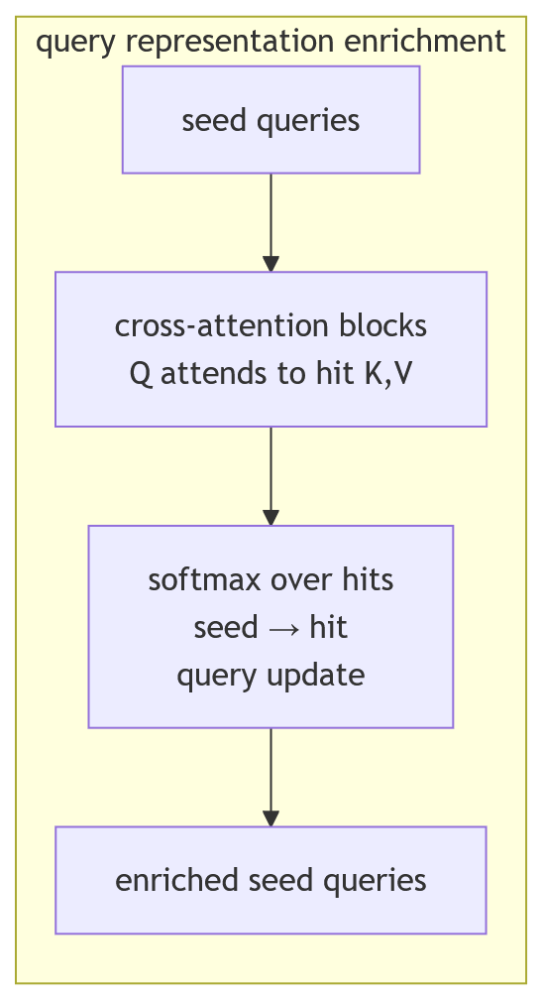 query representation enrichment
seed queries
cross-attention blocks
Q attends to hit K,V
softmax over hits
seed → hit
query update
enriched seed queries